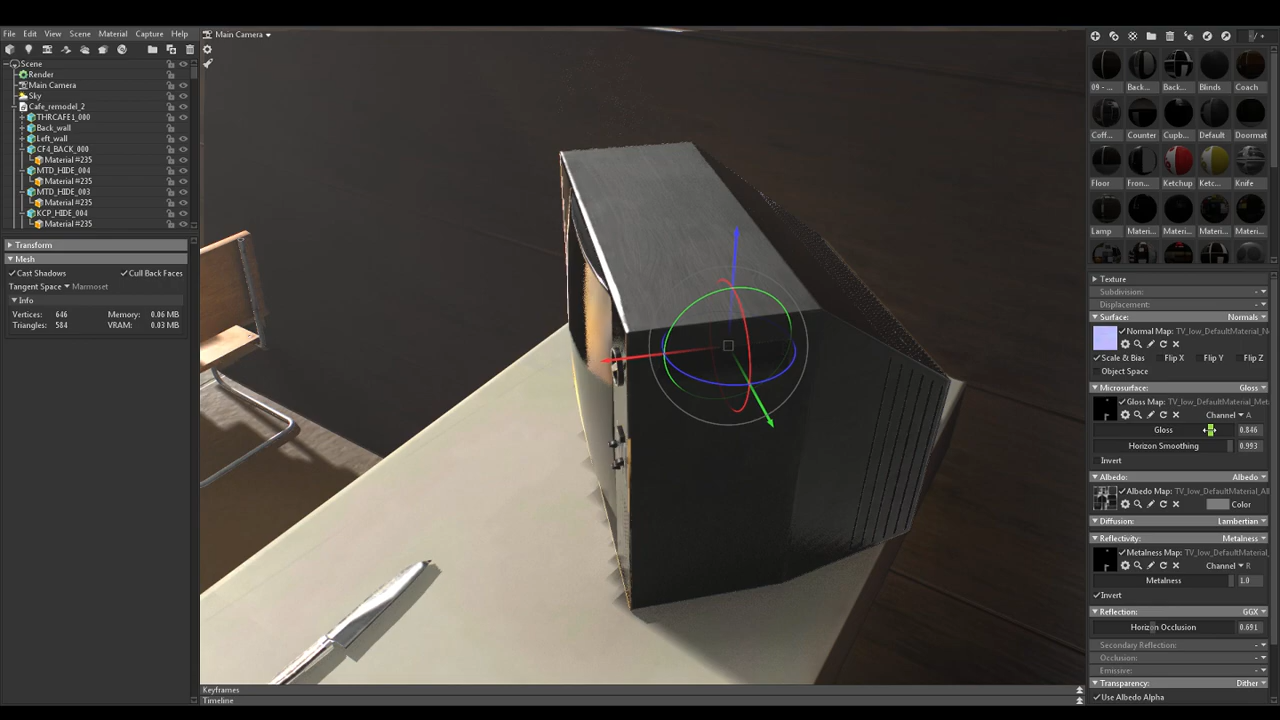 File Edit View Scene Material Capture Help
Main Camera
Scene
Render
Main Camera
Sky
Cafe_remodel_2
THRCAFE1_000
Back_wall
Left_wall
CF4_BACK_000
Material #235
MTD_HIDE_004
Material #235
MTD_HIDE_003
Material #235
KCP_HIDE_004
Material #235
Transform
Mesh
Cast Shadows Cull Back Faces
Tangent Space Marmoset
Info
Vertices: 646 Memory: 0.06 MB
Triangles: 584 VRAM: 0.03 MB
Keyframes
Timeline
09 - ... Back... Back... Blinds Coach
Coff... Counter Cupb... Default Doormat
Floor Fron... Ketchup Ketc... Knife
Lamp Materi... Materi... Materi... Materi...
Texture
Subdivision: -
Displacement: -
Surface: Normals
Normal Map: TV_low_DefaultMaterial_N
Scale & Bias Flip X Flip Y Flip Z
Object Space
Microsurface: Gloss
Gloss Map: TV_low_DefaultMaterial_Met
Channel A
Gloss 0.846
Horizon Smoothing 0.993
Invert
Albedo: Albedo
Albedo Map: TV_low_DefaultMaterial_Al
Color
Diffusion: Lambertian
Reflectivity: Metalness
Metalness Map: TV_low_DefaultMaterial_
Channel R
Metalness 1.0
Invert
Reflection: GGX
Horizon Occlusion 0.691
Secondary Reflection: -
Occlusion: -
Emissive: -
Transparency: Dither
Use Albedo Alpha